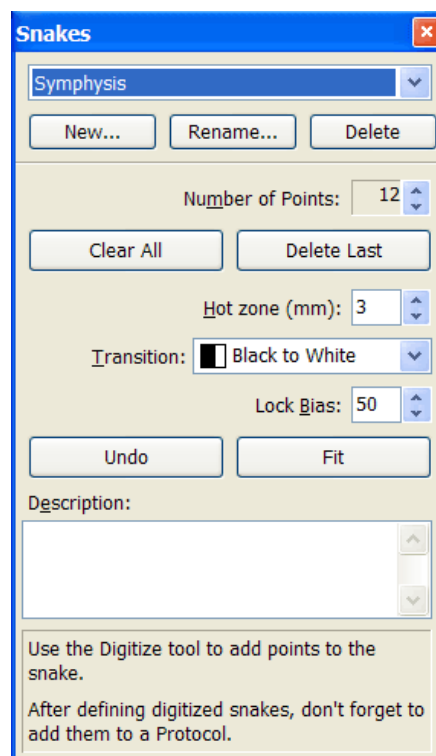 Snakes
Symphysis
New... Rename... Delete
Number of Points: 12
Clear All Delete Last
Hot zone (mm): 3
Transition: Black to White
Lock Bias: 50
Undo Fit
Description:
Use the Digitize tool to add points to the
snake.
After defining digitized snakes, don't forget to
add them to a Protocol.